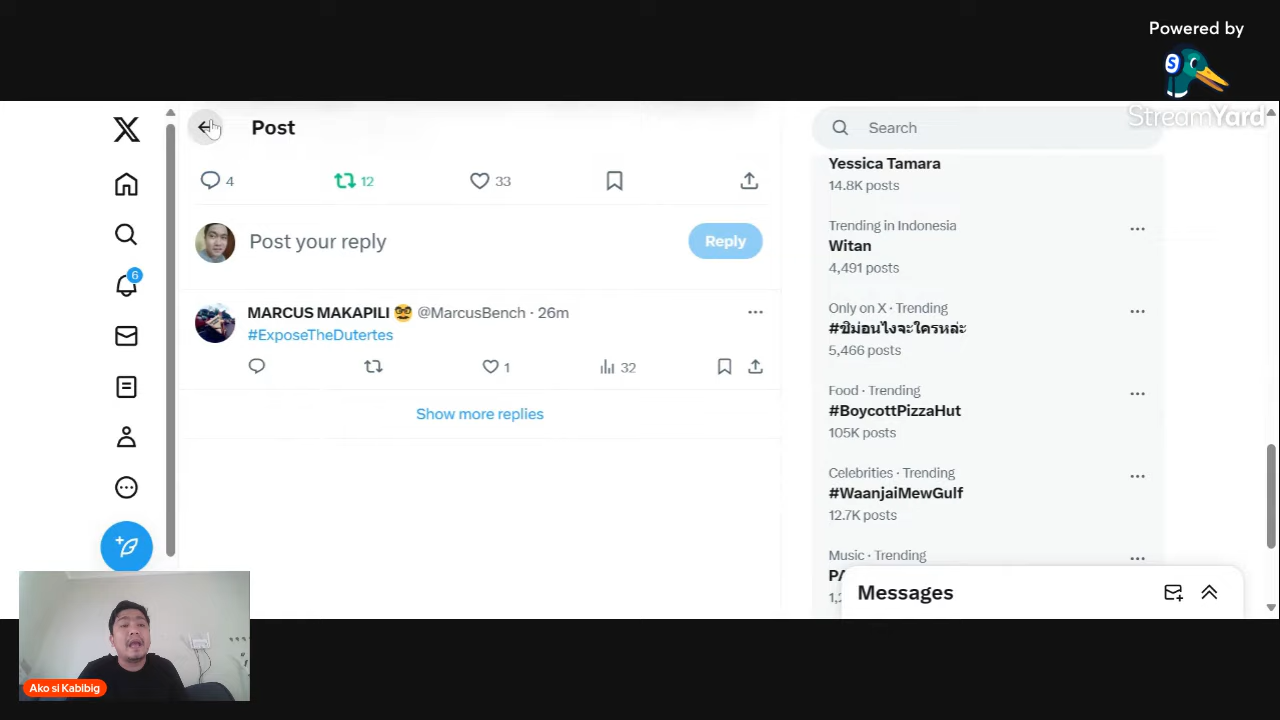 Powered by
StreamYard
Post
Search
4
12
33
Post your reply
Reply
MARCUS MAKAPILI 🥸 @MarcusBench · 26m
#ExposeTheDutertes
1
32
Show more replies
6
Yessica Tamara
14.8K posts
Trending in Indonesia
Witan
4,491 posts
Only on X · Trending
#ซิม่อนไงจะใครหล่ะ
5,466 posts
Food · Trending
#BoycottPizzaHut
105K posts
Celebrities · Trending
#WaanjaiMewGulf
12.7K posts
Music · Trending
Messages
Ako si Kabibig